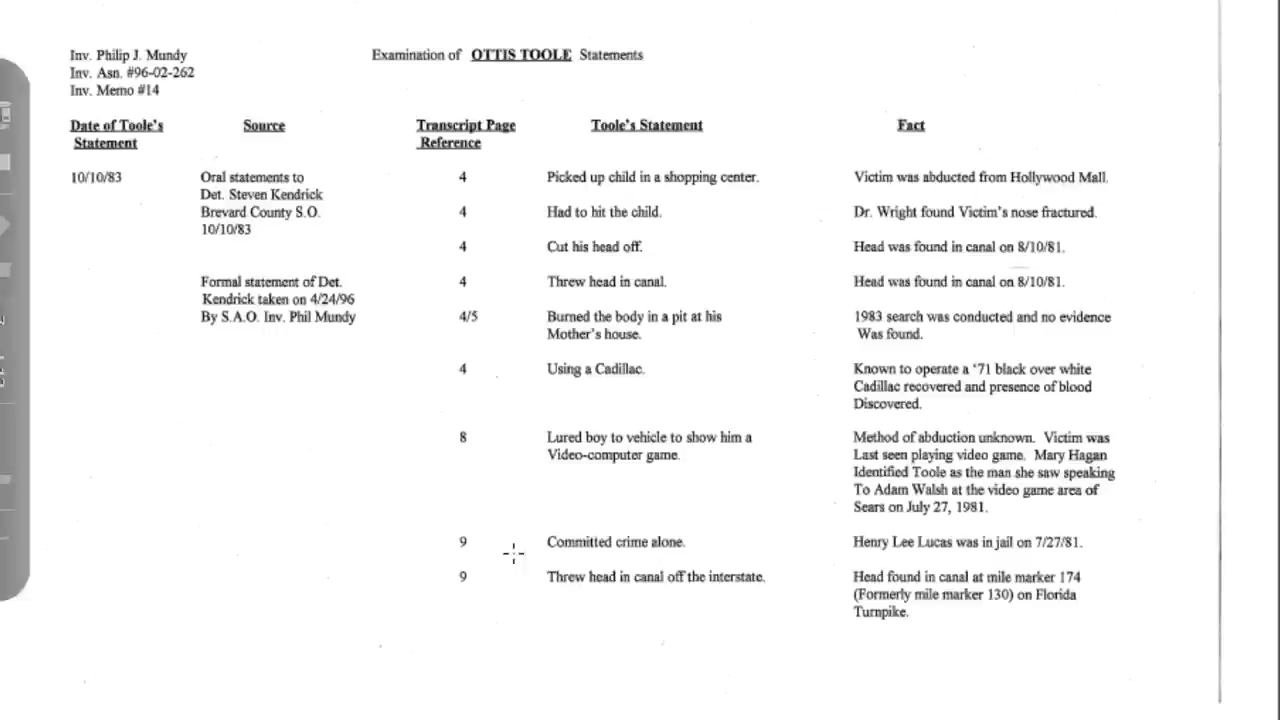 Inv. Philip J. Mundy
Inv. Asn. #96-02-262
Inv. Memo #14
Examination of OTTIS TOOLE Statements
Date of Toole's Statement
Source
Transcript Page Reference
Toole's Statement
Fact
10/10/83
Oral statements to
Det. Steven Kendrick
Brevard County S.O.
10/10/83
4
Picked up child in a shopping center.
Victim was abducted from Hollywood Mall.
4
Had to hit the child.
Dr. Wright found Victim's nose fractured.
4
Cut his head off.
Head was found in canal on 8/10/81.
Formal statement of Det.
Kendrick taken on 4/24/96
By S.A.O. Inv. Phil Mundy
4
Threw head in canal.
Head was found in canal on 8/10/81.
4/5
Burned the body in a pit at his
Mother's house.
1983 search was conducted and no evidence
Was found.
4
Using a Cadillac.
Known to operate a '71 black over white
Cadillac recovered and presence of blood
Discovered.
8
Lured boy to vehicle to show him a
Video-computer game.
Method of abduction unknown. Victim was
Last seen playing video game. Mary Hagan
Identified Toole as the man she saw speaking
To Adam Walsh at the video game area of
Sears on July 27, 1981.
9
Committed crime alone.
Henry Lee Lucas was in jail on 7/27/81.
9
Threw head in canal off the interstate.
Head found in canal at mile marker 174
(Formerly mile marker 130) on Florida
Turnpike.